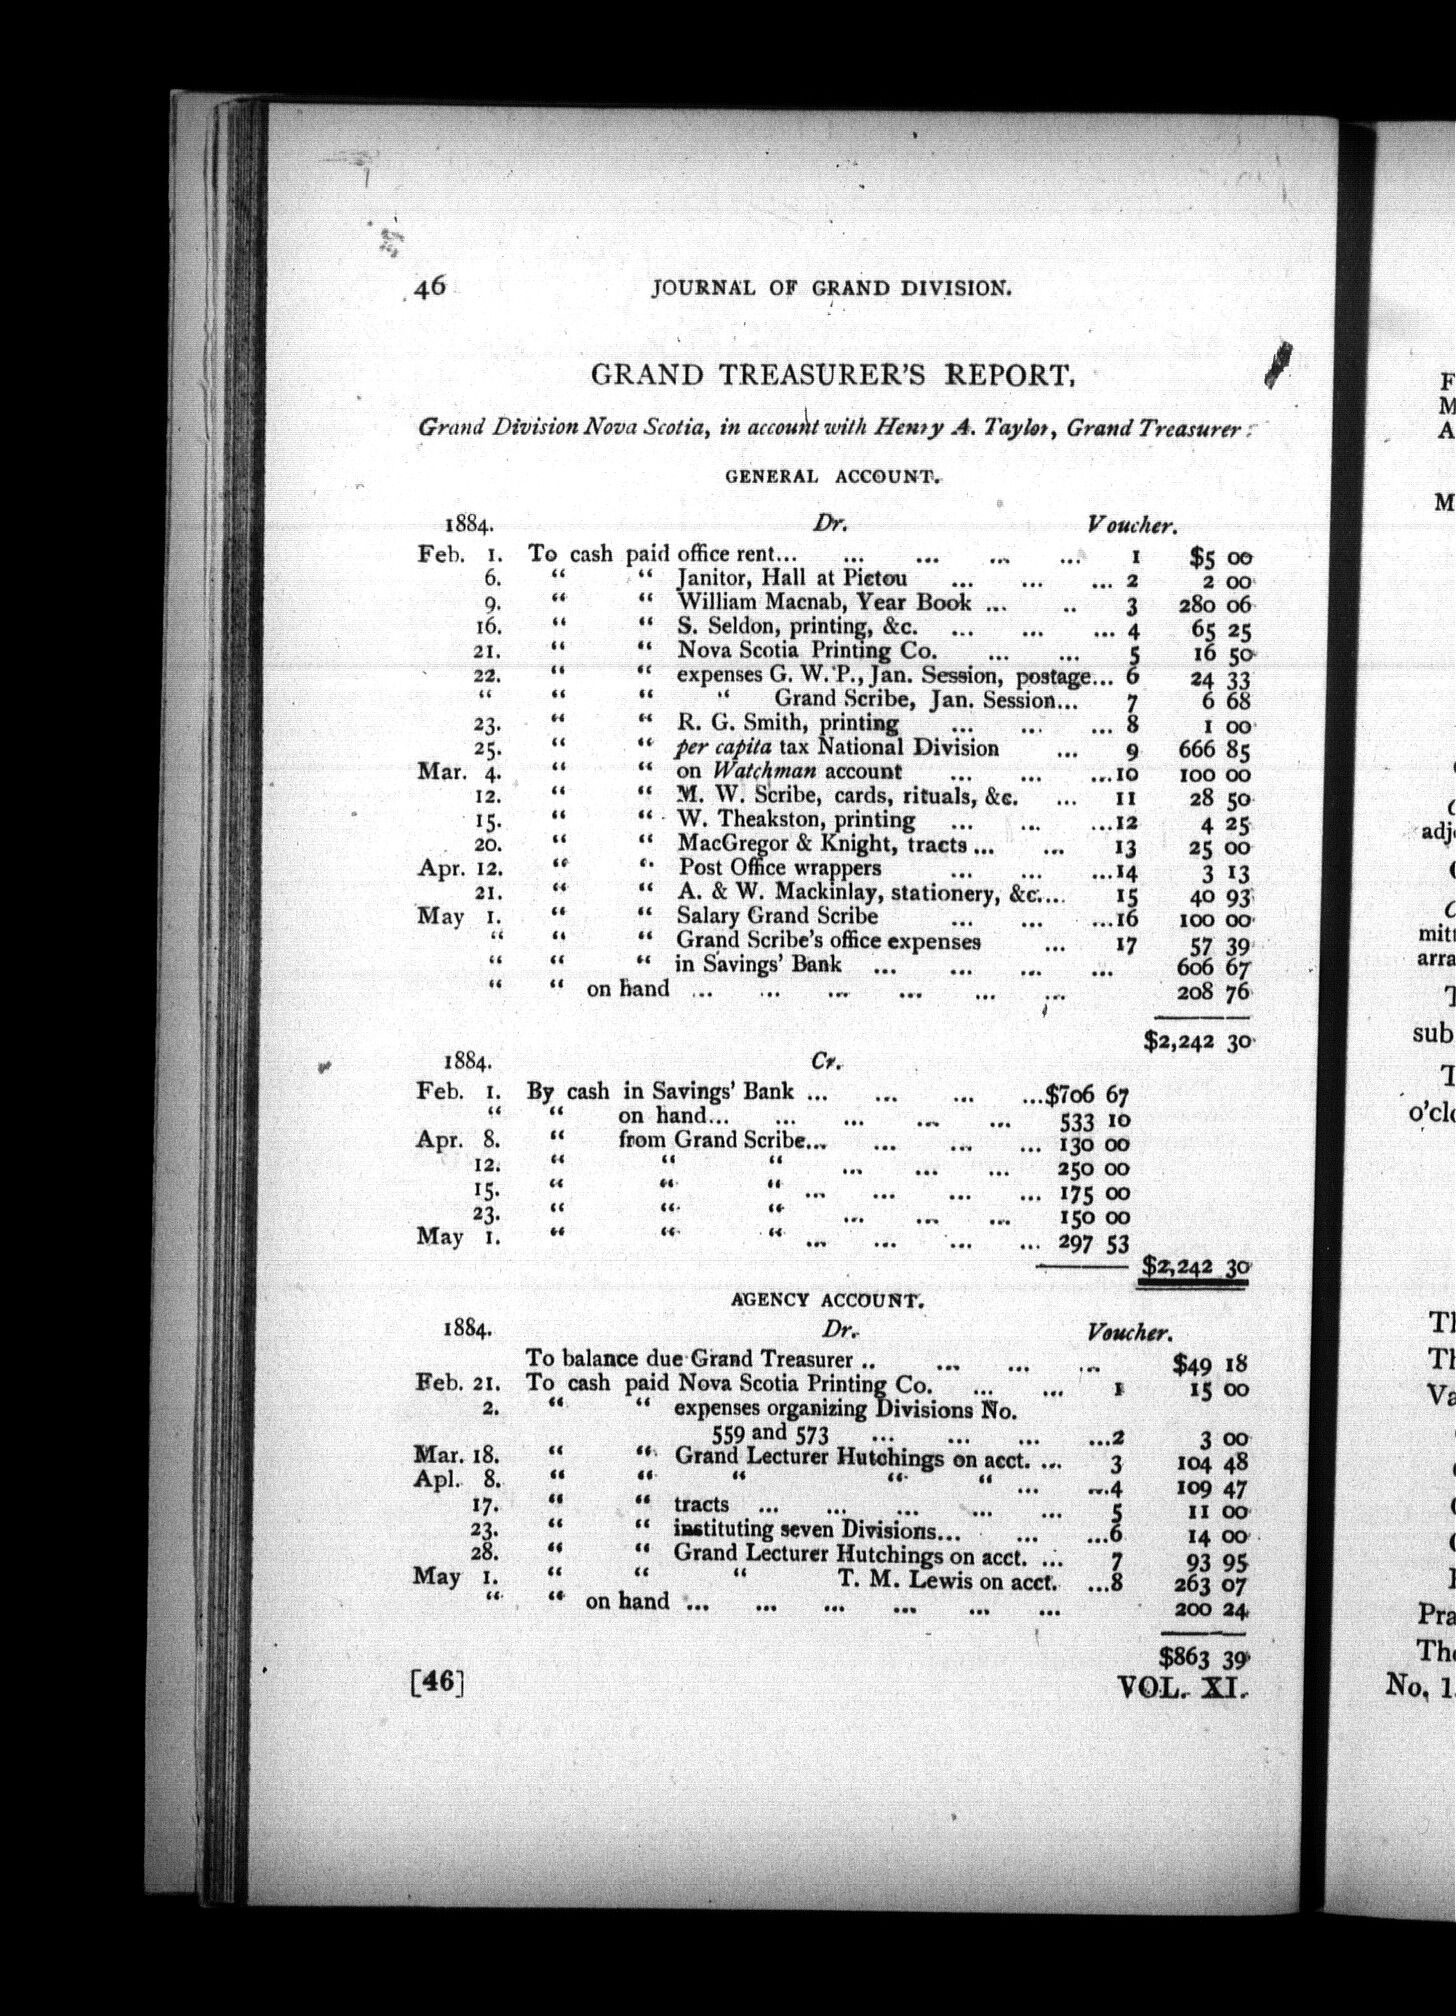 46 JOURNAL OF GRAND DIVISION.
GRAND TREASURER'S REPORT.
Grand Division Nova Scotia, in account with Henry A. Taylor, Grand Treasurer:
GENERAL ACCOUNT.
1884. Dr. Voucher.
Feb. 1. To cash paid office rent... ... ... ... ... 1 $5 00
6. " " Janitor, Hall at Pictou ... ... ... 2 2 00
9. " " William Macnab, Year Book ... .. 3 280 06
16. " " S. Seldon, printing, &c. ... ... ... 4 65 25
21. " " Nova Scotia Printing Co. ... ... 5 16 50
22. " " expenses G. W. P., Jan. Session, postage... 6 24 33
" " " " Grand Scribe, Jan. Session... 7 6 68
23. " " R. G. Smith, printing ... ... ... 8 1 00
25. " " per capita tax National Division ... 9 666 85
Mar. 4. " " on Watchman account ... ... ...10 100 00
12. " " M. W. Scribe, cards, rituals, &c. ... 11 28 50
15. " " W. Theakston, printing ... ... ...12 4 25
20. " " MacGregor & Knight, tracts ... ... 13 25 00
Apr. 12. " " Post Office wrappers ... ... ...14 3 13
21. " " A. & W. Mackinlay, stationery, &c.... 15 40 93
May 1. " " Salary Grand Scribe ... ... ...16 100 00
" " " Grand Scribe's office expenses ... 17 57 39
" " " in Savings' Bank ... ... ... ... 606 67
" " on hand ... ... ... ... ... ... 208 76
$2,242 30
1884. Cr.
Feb. 1. By cash in Savings' Bank ... ... ... ...$706 67
" " on hand... ... ... ... ... 533 10
Apr. 8. " from Grand Scribe... ... ... ... 130 00
12. " " " ... ... ... 250 00
15. " " " ... ... ... ... 175 00
23. " " " ... ... ... 150 00
May 1. " " " ... ... ... ... 297 53
$2,242 30
AGENCY ACCOUNT.
1884. Dr. Voucher.
To balance due Grand Treasurer .. ... ... ... $49 18
Feb. 21. To cash paid Nova Scotia Printing Co. ... ... 1 15 00
2. " " expenses organizing Divisions No.
559 and 573 ... ... ... ...2 3 00
Mar. 18. " " Grand Lecturer Hutchings on acct. ... 3 104 48
Apl. 8. " " " " " ... ...4 109 47
17. " " tracts ... ... ... ... ... 5 11 00
23. " " instituting seven Divisions... ... ...6 14 00
28. " " Grand Lecturer Hutchings on acct. ... 7 93 95
May 1. " " " T. M. Lewis on acct. ...8 263 07
" " on hand ... ... ... ... ... ... 200 24
$863 39
[46] VOL. XI.